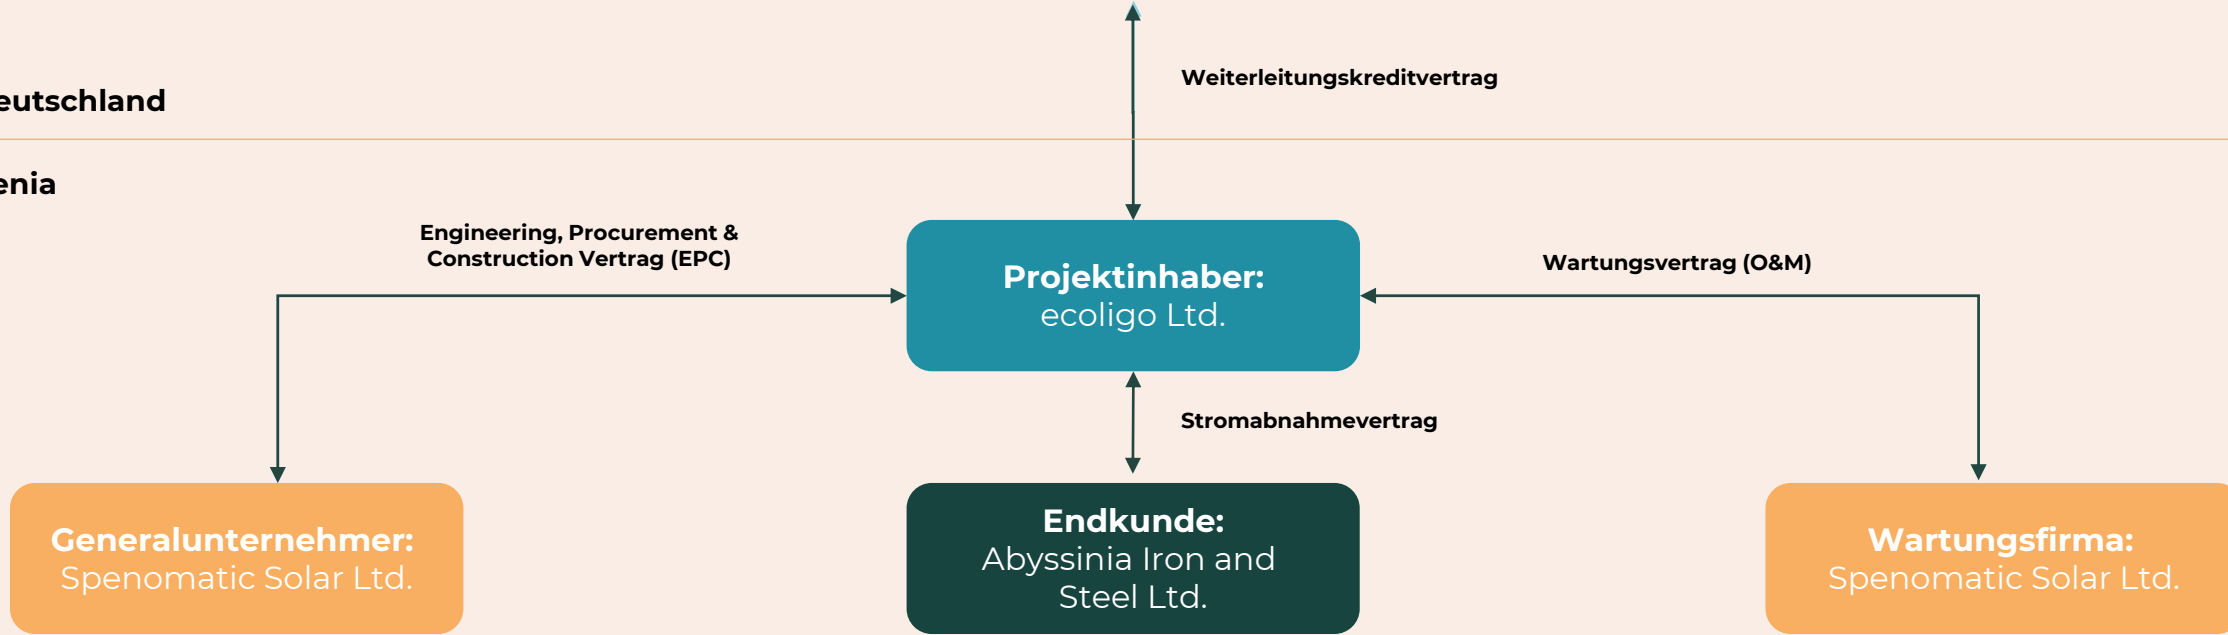 Weiterleitungskreditvertrag
eutschland
enia
Engineering, Procurement &
Construction Vertrag (EPC)
Projektinhaber:
ecoligo Ltd.
Wartungsvertrag (O&M)
Stromabnahmevertrag
Generalunternehmer:
Spenomatic Solar Ltd.
Endkunde:
Abyssinia Iron and
Steel Ltd.
Wartungsfirma:
Spenomatic Solar Ltd.